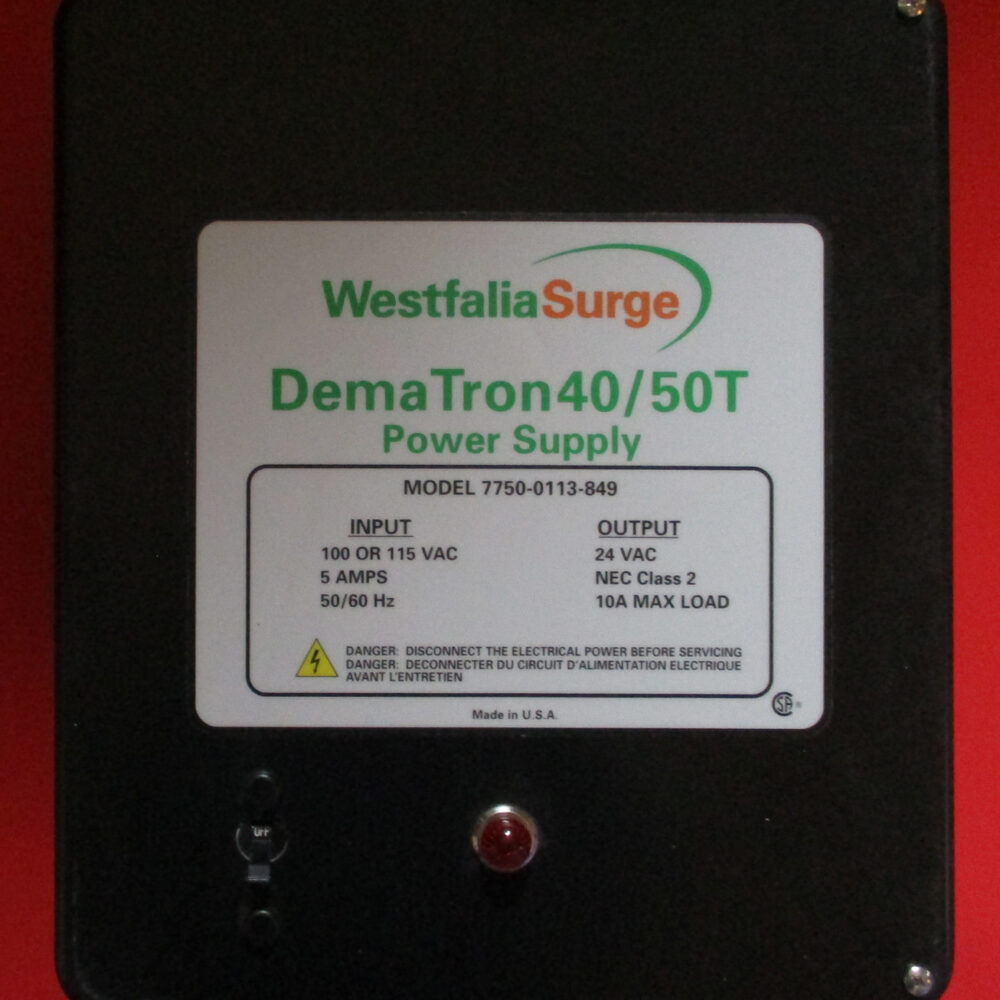 WestfaliaSurge
DemaTron40/50T
Power Supply
MODEL 7750-0113-849
INPUT
100 OR 115 VAC
5 AMPS
50/60 Hz
OUTPUT
24 VAC
NEC Class 2
10A MAX LOAD
DANGER: DISCONNECT THE ELECTRICAL POWER BEFORE SERVICING
DANGER: DECONNECTER DU CIRCUIT D'ALIMENTATION ELECTRIQUE
AVANT L'ENTRETIEN
Made in U.S.A.
SA ®
OFF